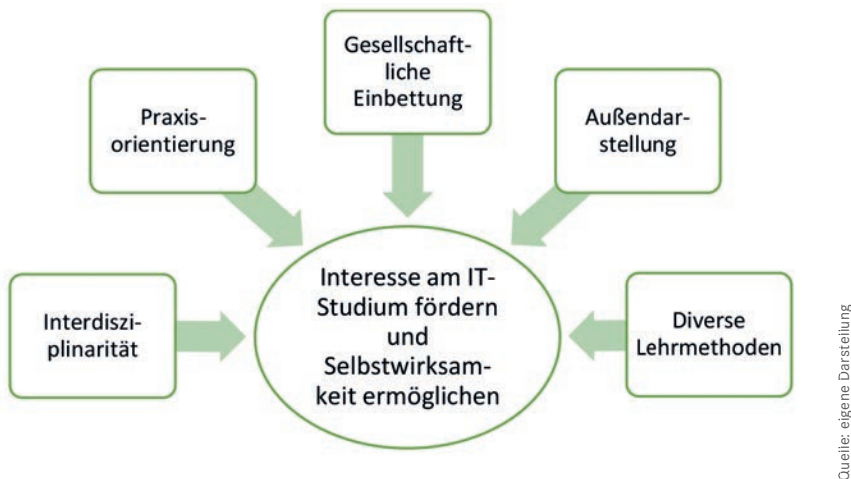 Gesellschaft-
liche
Einbettung
Praxis-
orientierung
Außendar-
stellung
Interdiszi-
plinarität
Interesse am IT-
Studium fördern
und
Selbstwirksam-
keit ermöglichen
Diverse
Lehrmethoden
Quelle: eigene Darstellung